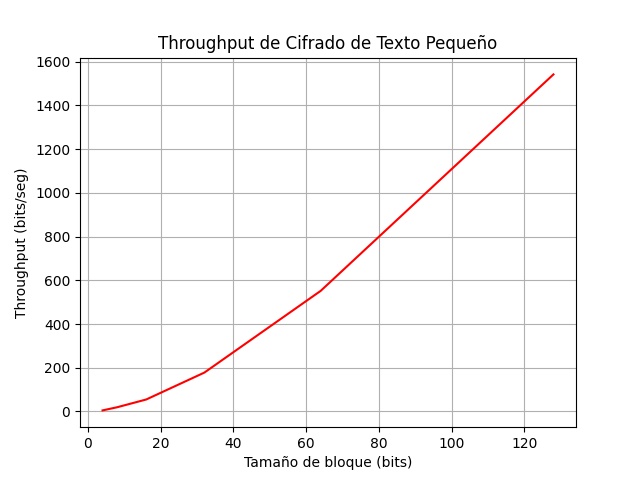 Throughput de Cifrado de Texto Pequeño
1600
1400
1200
1000
800
600
400
200
0
Throughput (bits/seg)
0 20 40 60 80 100 120
Tamaño de bloque (bits)